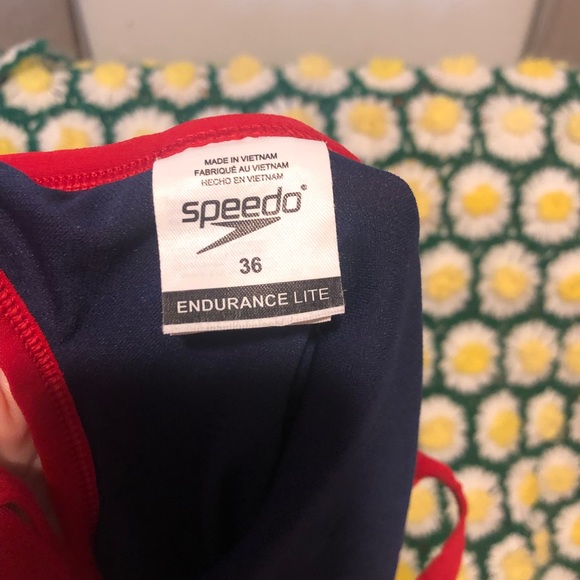 MADE IN VIETNAM
FABRIQUÉ AU VIETNAM
HECHO EN VIETNAM
speedo®
36
ENDURANCE LITE